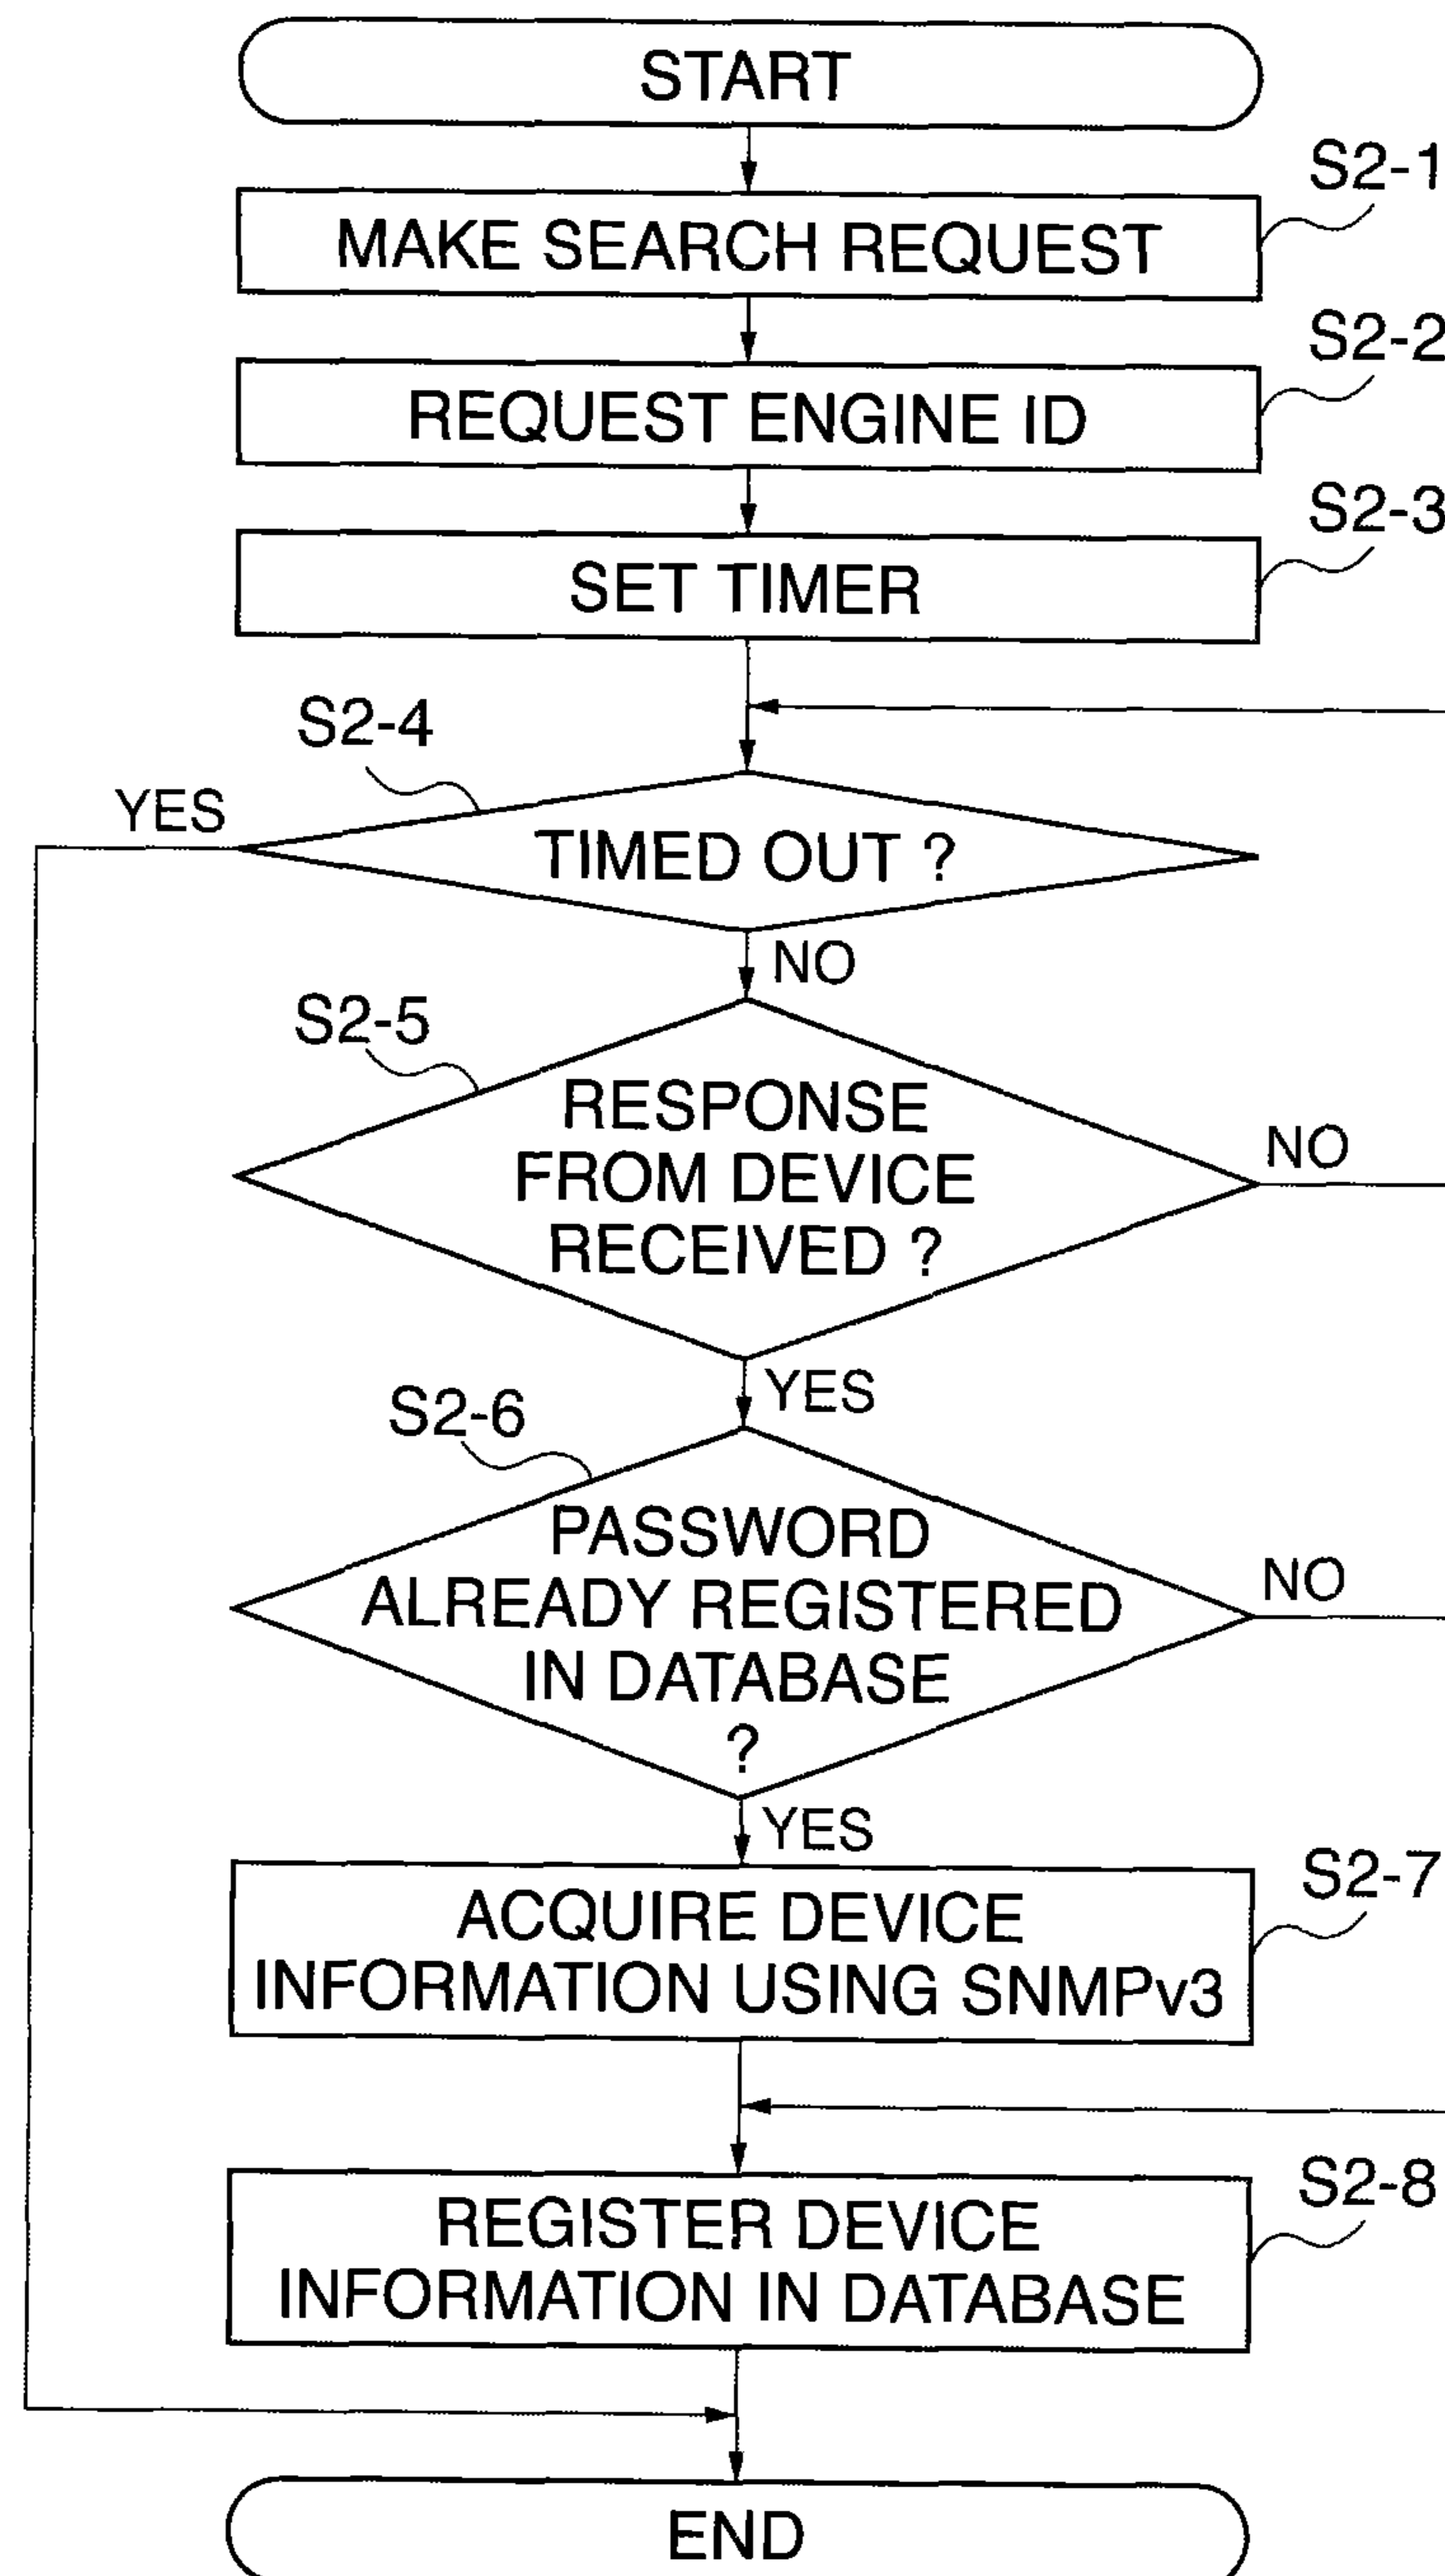 START
S2-1
MAKE SEARCH REQUEST
S2-2
REQUEST ENGINE ID
S2-3
SET TIMER
S2-4
YES
TIMED OUT ?
NO
S2-5
RESPONSE
FROM DEVICE
RECEIVED ?
NO
YES
S2-6
PASSWORD
ALREADY REGISTERED
IN DATABASE
?
NO
YES
S2-7
ACQUIRE DEVICE
INFORMATION USING SNMPv3
S2-8
REGISTER DEVICE
INFORMATION IN DATABASE
END